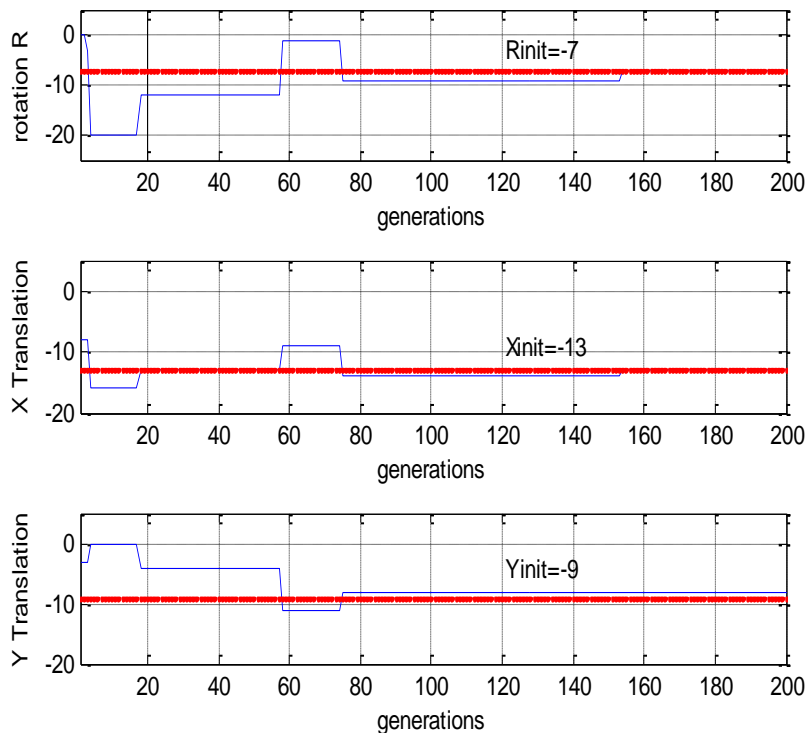 rotation R
0
-10
-20
Rinit=-7
20 40 60 80 100 120 140 160 180 200
generations
X Translation
0
-10
-20
Xinit=-13
20 40 60 80 100 120 140 160 180 200
generations
Y Translation
0
-10
-20
Yinit=-9
20 40 60 80 100 120 140 160 180 200
generations